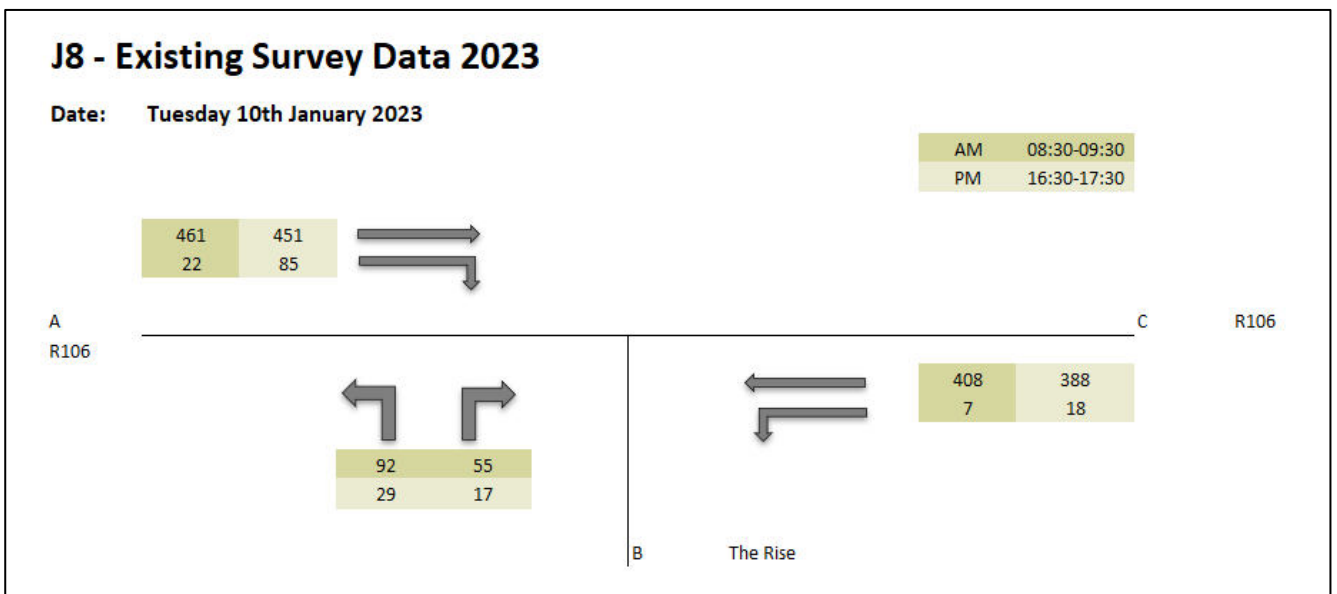 J8 - Existing Survey Data 2023
Date: Tuesday 10th January 2023
AM 08:30-09:30
PM 16:30-17:30
461 451
22 85
A C R106
R106
408 388
7 18
92 55
29 17
B The Rise